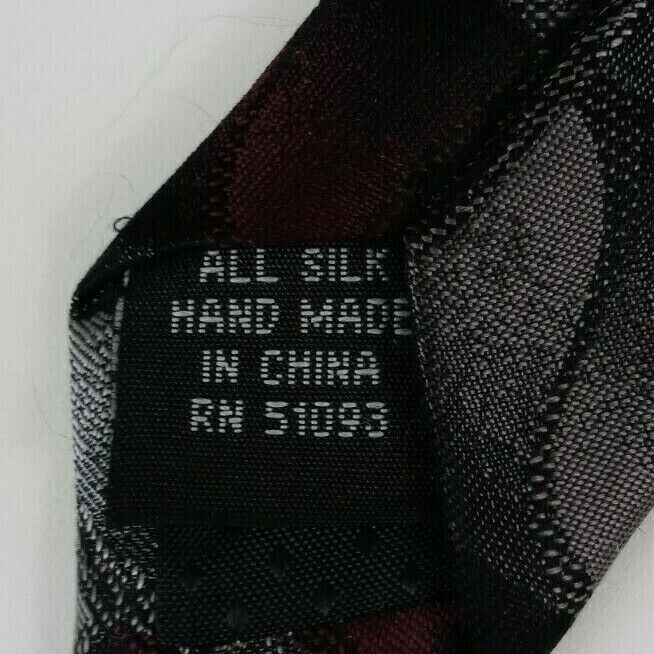 ALL SILK
HAND MADE
IN CHINA
RN 51093